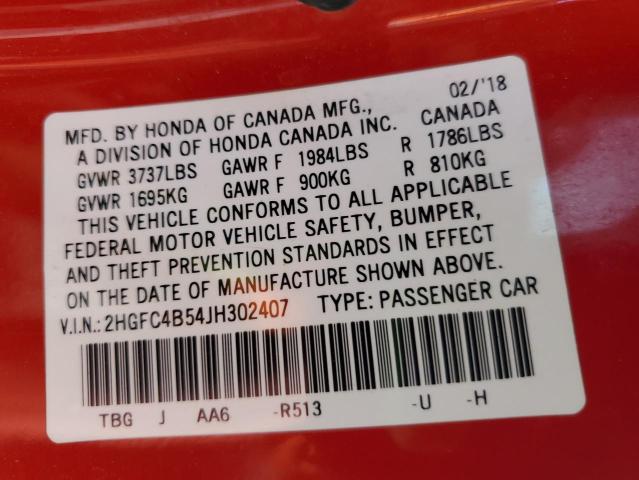 02/'18
MFD. BY HONDA OF CANADA MFG., CANADA
A DIVISION OF HONDA CANADA INC.
GVWR 3737LBS GAWR F 1984LBS R 1786LBS
GVWR 1695KG GAWR F 900KG R 810KG
THIS VEHICLE CONFORMS TO ALL APPLICABLE
FEDERAL MOTOR VEHICLE SAFETY, BUMPER,
AND THEFT PREVENTION STANDARDS IN EFFECT
ON THE DATE OF MANUFACTURE SHOWN ABOVE.
V.I.N.: 2HGFC4B54JH302407 TYPE: PASSENGER CAR
TBG J AA6 -R513 -U -H